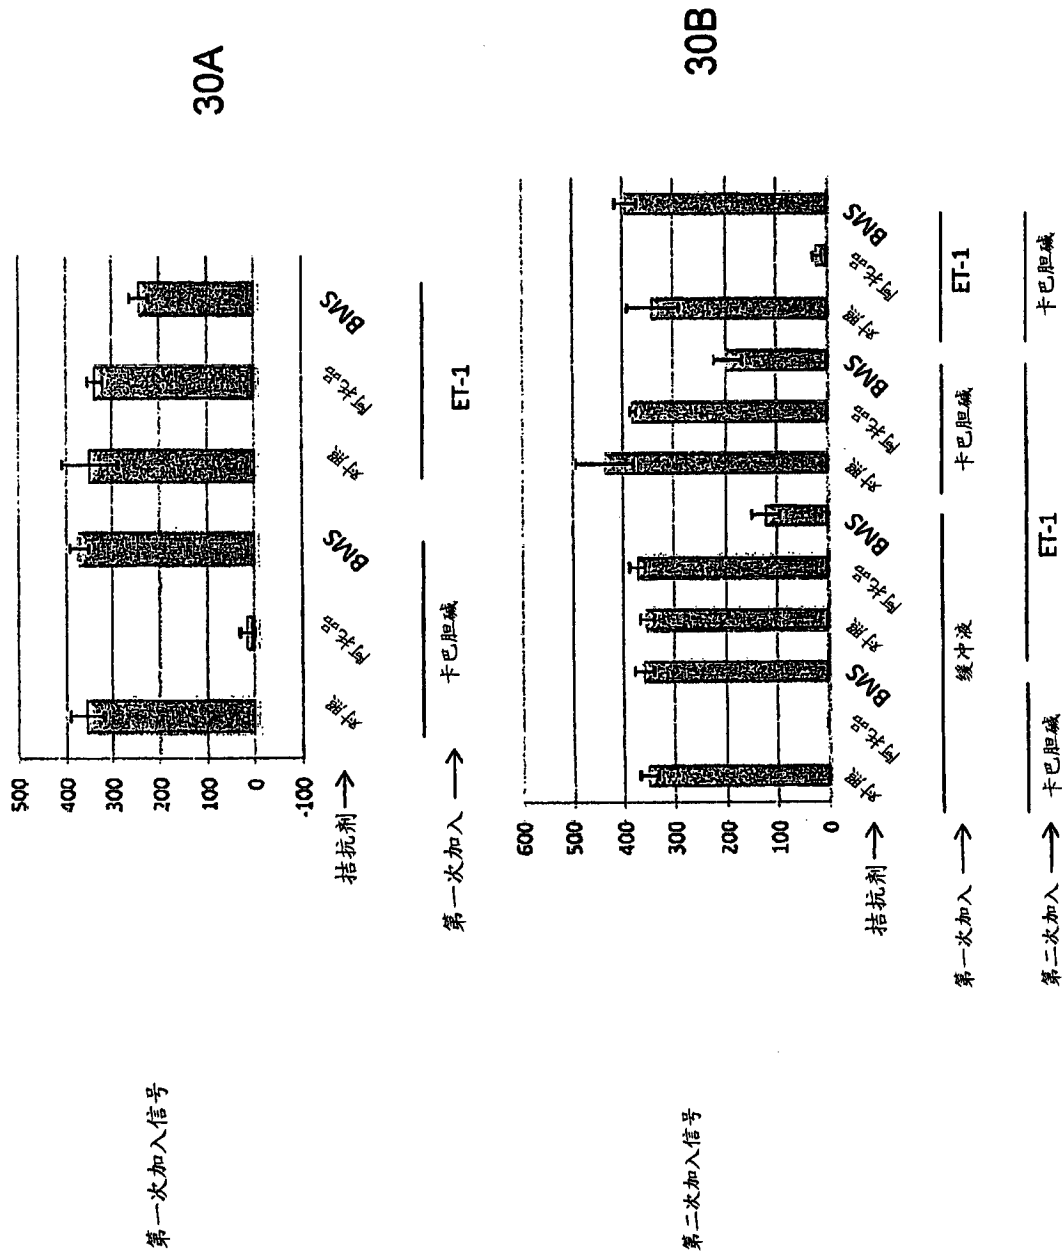 30A
第一次加入信号
500
400
300
200
100
0
-100
拮抗剂→
对照 阿托品 BMS 对照 阿托品 BMS
第一次加入 →
卡巴胆碱 ET-1
30B
第二次加入信号
600
500
400
300
200
100
0
拮抗剂→
对照 阿托品 BMS 对照 阿托品 BMS 对照 阿托品 BMS 对照 阿托品 BMS
第一次加入 →
缓冲液 卡巴胆碱 ET-1
第二次加入 →
卡巴胆碱 ET-1 卡巴胆碱